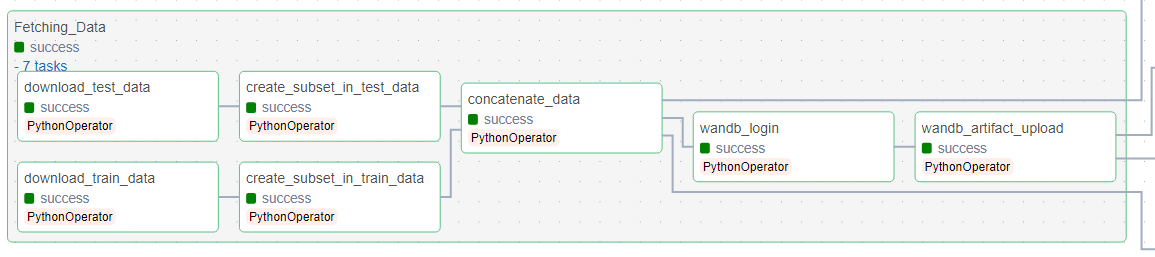 Fetching_Data
success
- 7 tasks
download_test_data
success
PythonOperator
create_subset_in_test_data
success
PythonOperator
download_train_data
success
PythonOperator
create_subset_in_train_data
success
PythonOperator
concatenate_data
success
PythonOperator
wandb_login
success
PythonOperator
wandb_artifact_upload
success
PythonOperator